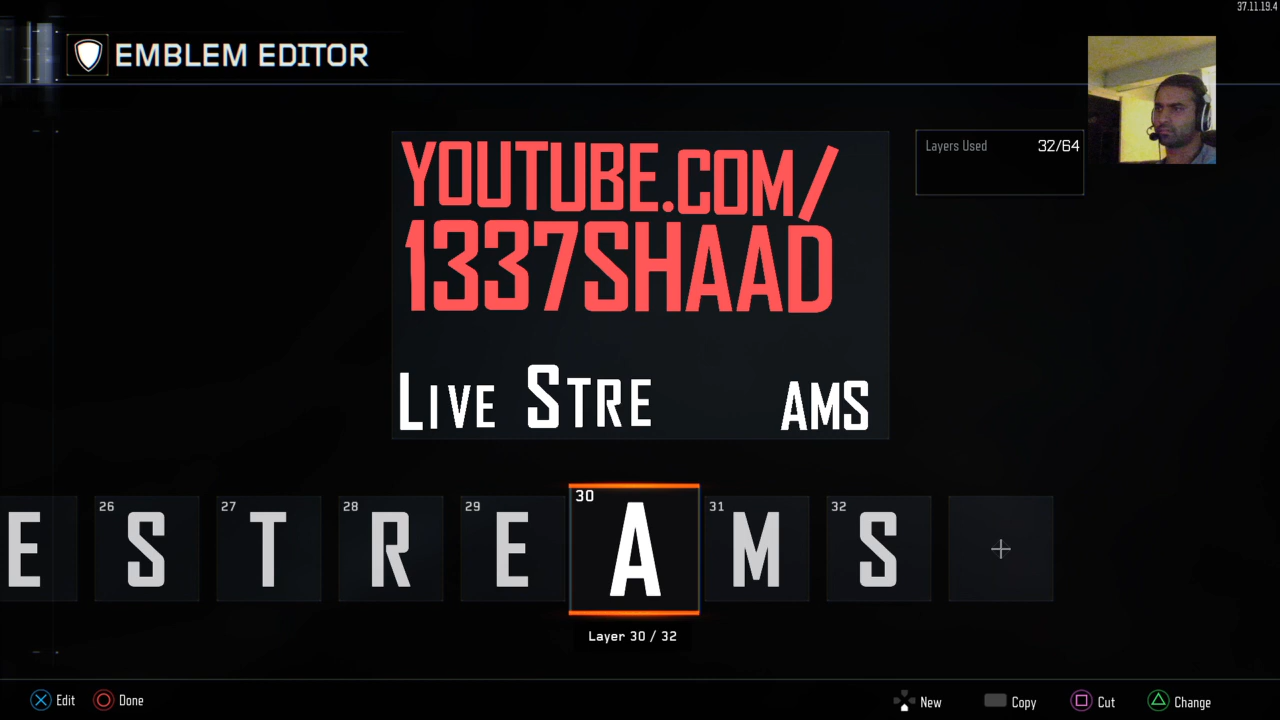 37.11.19.4
EMBLEM EDITOR
YOUTUBE.COM/
1337SHAAD
LIVE STRE AMS
Layers Used 32/64
E 26 S 27 T 28 R 29 E 30 A 31 M 32 S +
Layer 30 / 32
Edit Done New Copy Cut Change